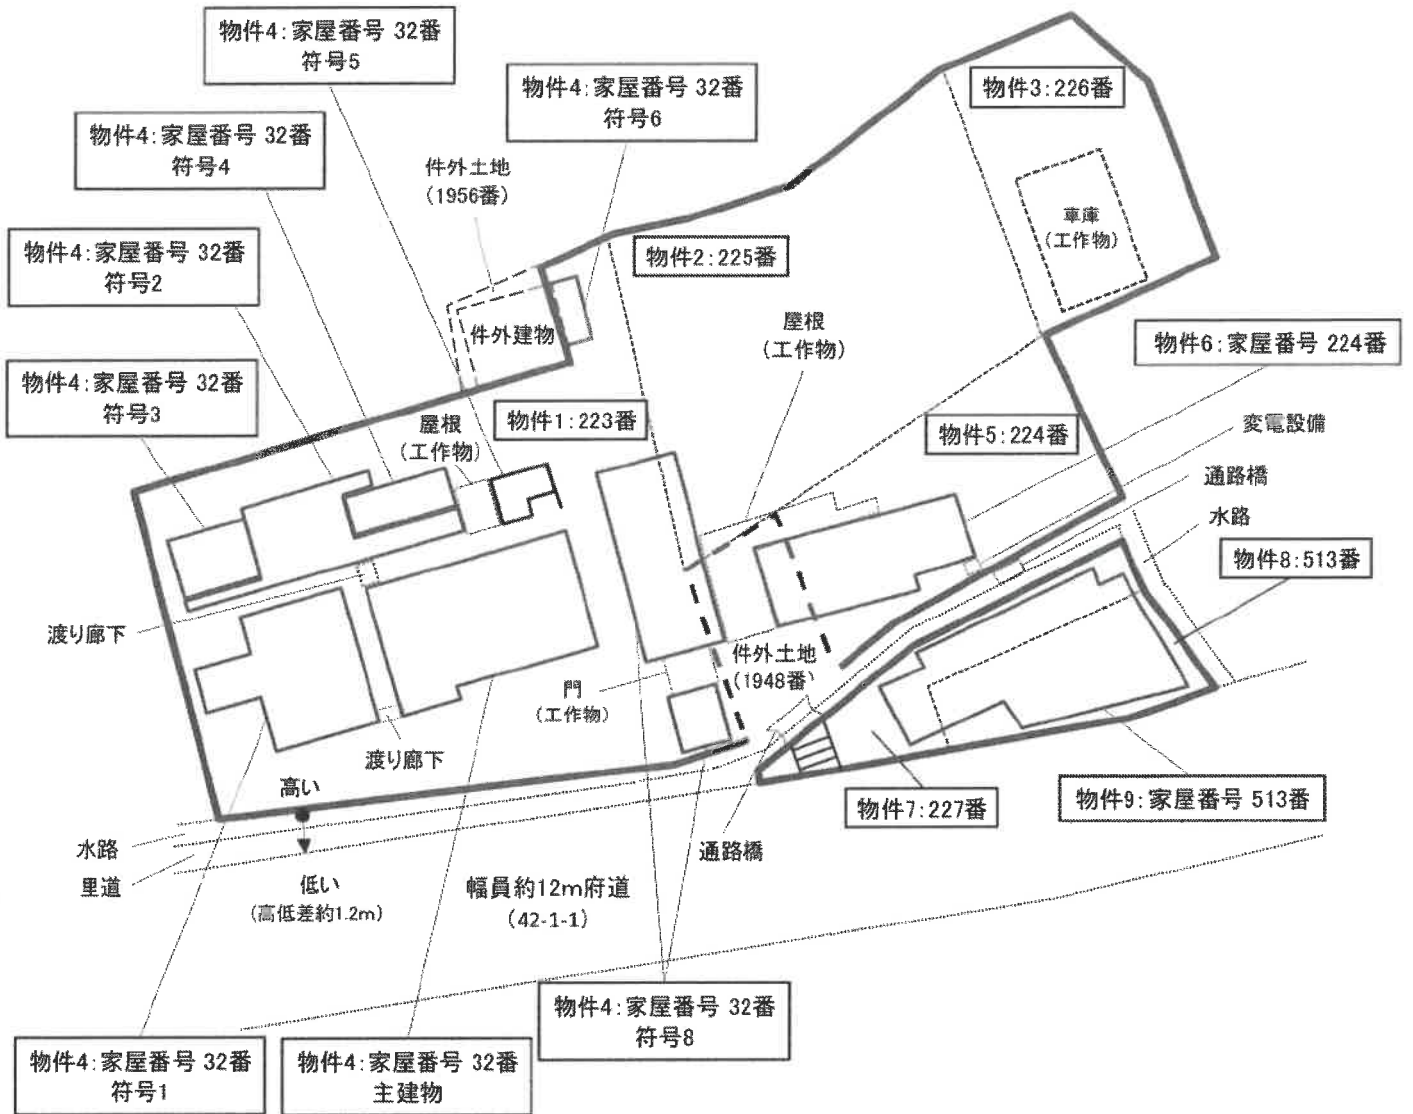 物件4:家屋番号 32番
符号5
物件4:家屋番号 32番
符号6
物件3:226番
物件4:家屋番号 32番
符号4
件外土地
(1956番)
車庫
(工作物)
物件4:家屋番号 32番
符号2
物件2:225番
件外建物
屋根
(工作物)
物件6:家屋番号 224番
物件4:家屋番号 32番
符号3
屋根
(工作物)
物件1:223番
物件5:224番
変電設備
通路橋
水路
物件8:513番
渡り廊下
件外土地
(1948番)
門
(工作物)
渡り廊下
高い
物件7:227番
物件9:家屋番号 513番
水路
里道
通路橋
低い
(高低差約1.2m)
幅員約12m府道
(42-1-1)
物件4:家屋番号 32番
符号8
物件4:家屋番号 32番
符号1
物件4:家屋番号 32番
主建物